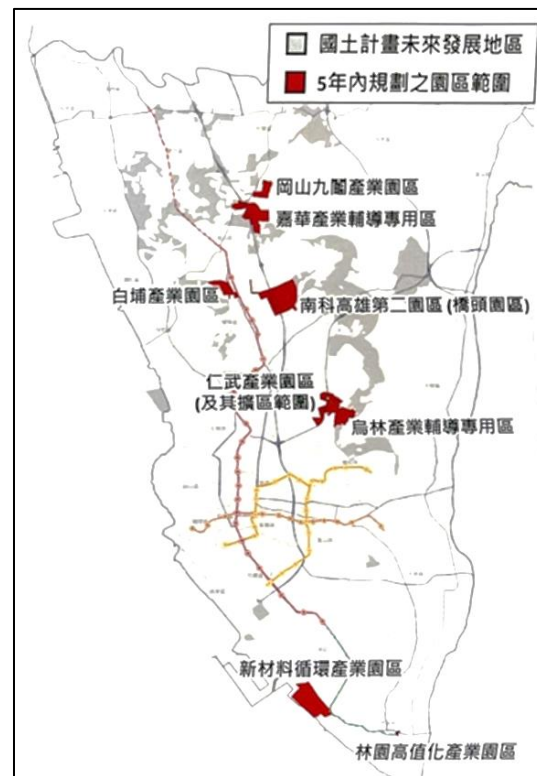 國土計畫未來發展地區
5年內規劃之園區範圍
岡山九鬮產業園區
嘉華產業輔導專用區
白埔產業園區
南科高雄第二園區(橋頭園區)
仁武產業園區
(及其擴區範圍)
烏林產業輔導專用區
新材料循環產業園區
林園高值化產業園區